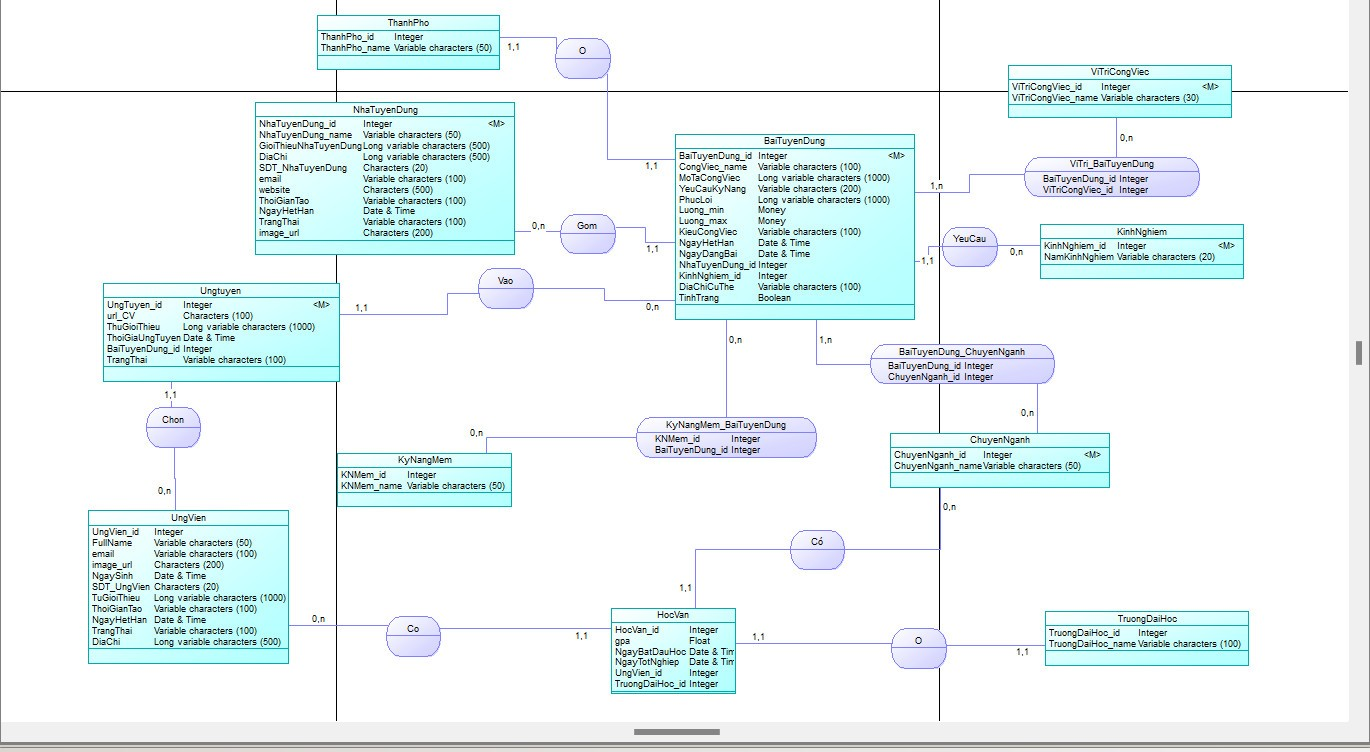 ThanhPho
ThanhPho_id Integer
ThanhPho_name Variable characters (50)
1,1
O
1,1
ViTriCongViec
ViTriCongViec_id Integer <M>
ViTriCongViec_name Variable characters (30)
0,n
ViTri_BaiTuyenDung
BaiTuyenDung_id Integer
ViTriCongViec_id Integer
1,n
NhaTuyenDung
NhaTuyenDung_id Integer <M>
NhaTuyenDung_name Variable characters (50)
GioiThieuNhaTuyenDung Long variable characters (500)
DiaChi Long variable characters (500)
SDT_NhaTuyenDung Characters (20)
email Variable characters (100)
website Characters (500)
ThoiGianTao Variable characters (100)
NgayHetHan Date & Time
TrangThai Variable characters (100)
image_url Characters (200)
0,n
Gom
1,1
BaiTuyenDung
BaiTuyenDung_id Integer <M>
CongViec_name Variable characters (100)
MoTaCongViec Long variable characters (1000)
YeuCauKyNang Variable characters (200)
PhucLoi Long variable characters (1000)
Luong_min Money
Luong_max Money
KieuCongViec Variable characters (100)
NgayHetHan Date & Time
NgayDangBai Date & Time
NhaTuyenDung_id Integer
KinhNghiem_id Integer
DiaChiCuThe Variable characters (100)
TinhTrang Boolean
1,1
YeuCau
0,n
KinhNghiem
KinhNghiem_id Integer <M>
NamKinhNghiem Variable characters (20)
Ungtuyen
UngTuyen_id Integer <M>
url_CV Characters (100)
ThuGioiThieu Long variable characters (1000)
ThoiGiaUngTuyen Date & Time
BaiTuyenDung_id Integer
TrangThai Variable characters (100)
1,1
Vao
0,n
0,n
1,n
BaiTuyenDung_ChuyenNganh
BaiTuyenDung_id Integer
ChuyenNganh_id Integer
0,n
1,1
Chon
0,n
0,n
KyNangMem_BaiTuyenDung
KNMem_id Integer
BaiTuyenDung_id Integer
KyNangMem
KNMem_id Integer
KNMem_name Variable characters (50)
ChuyenNganh
ChuyenNganh_id Integer <M>
ChuyenNganh_name Variable characters (50)
0,n
Có
1,1
UngVien
UngVien_id Integer
FullName Variable characters (50)
email Variable characters (100)
image_url Characters (200)
NgaySinh Date & Time
SDT_UngVien Characters (20)
TuGioiThieu Long variable characters (1000)
ThoiGianTao Variable characters (100)
NgayHetHan Date & Time
TrangThai Variable characters (100)
DiaChi Long variable characters (500)
0,n
Co
1,1
HocVan
HocVan_id Integer
gpa Float
NgayBatDauHoc Date & Tim
NgayTotNghiep Date & Tim
UngVien_id Integer
TruongDaiHoc_id Integer
1,1
O
1,1
TruongDaiHoc
TruongDaiHoc_id Integer
TruongDaiHoc_name Variable characters (100)